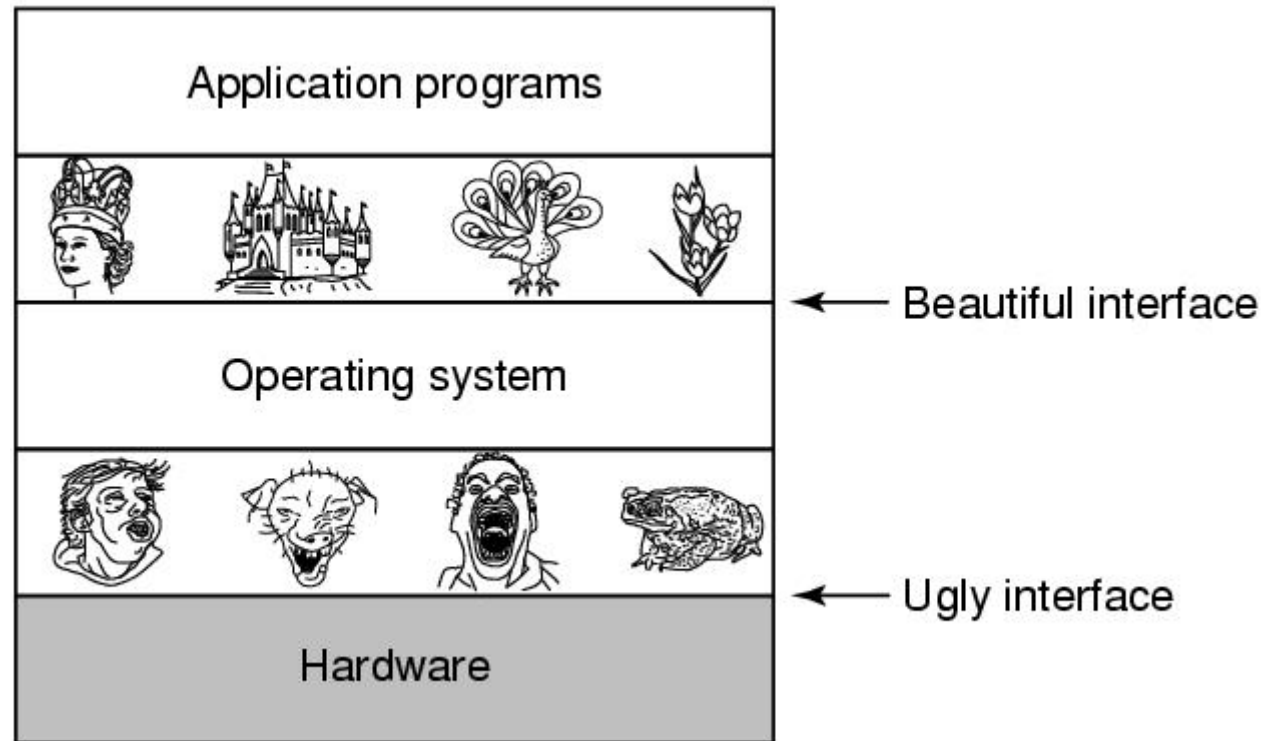 Application programs
Beautiful interface
Operating system
Ugly interface
Hardware